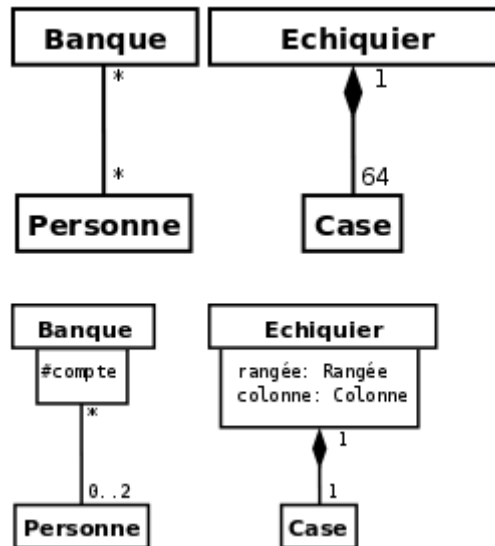 Banque
Echiquier
*
1
*
64
Personne
Case
Banque
Echiquier
#compte
rangée: Rangée
colonne: Colonne
*
1
0..2
1
Personne
Case